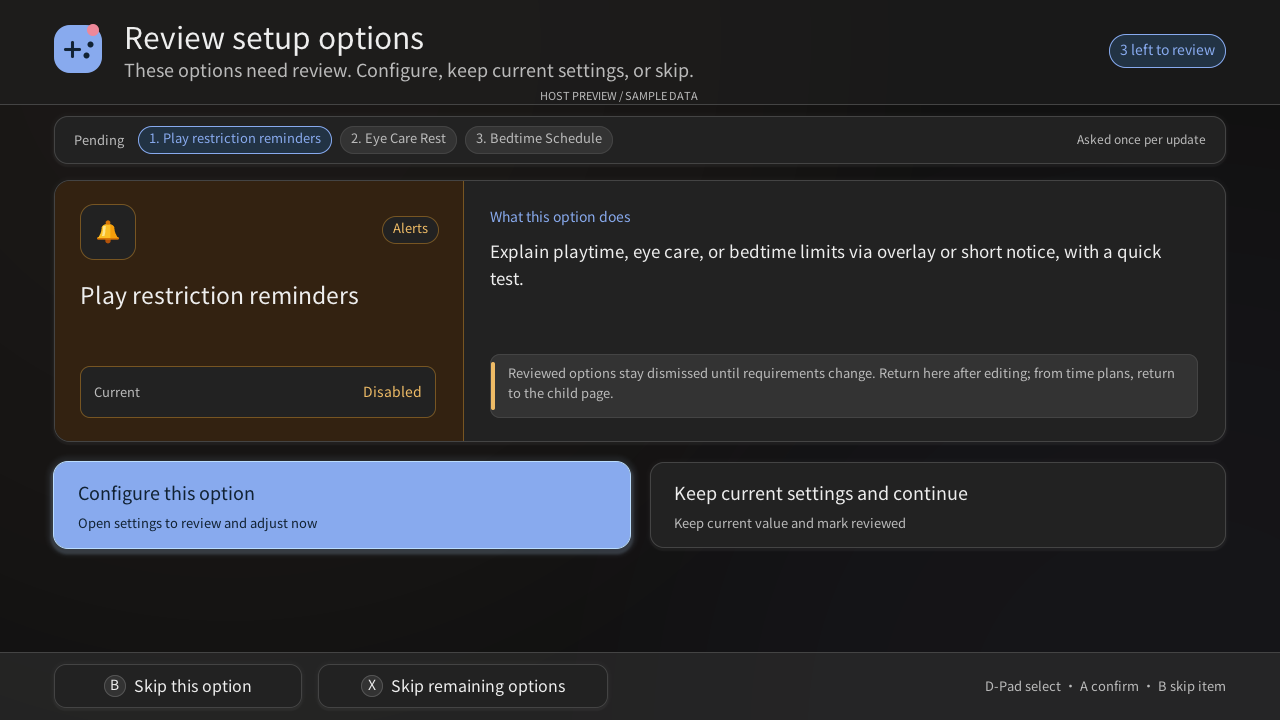 Review setup options
These options need review. Configure, keep current settings, or skip.
3 left to review
HOST PREVIEW / SAMPLE DATA
Pending
1. Play restriction reminders
2. Eye Care Rest
3. Bedtime Schedule
Asked once per update
Alerts
Play restriction reminders
Current
Disabled
What this option does
Explain playtime, eye care, or bedtime limits via overlay or short notice, with a quick
test.
Reviewed options stay dismissed until requirements change. Return here after editing; from time plans, return
to the child page.
Configure this option
Open settings to review and adjust now
Keep current settings and continue
Keep current value and mark reviewed
B Skip this option
X Skip remaining options
D-Pad select • A confirm • B skip item